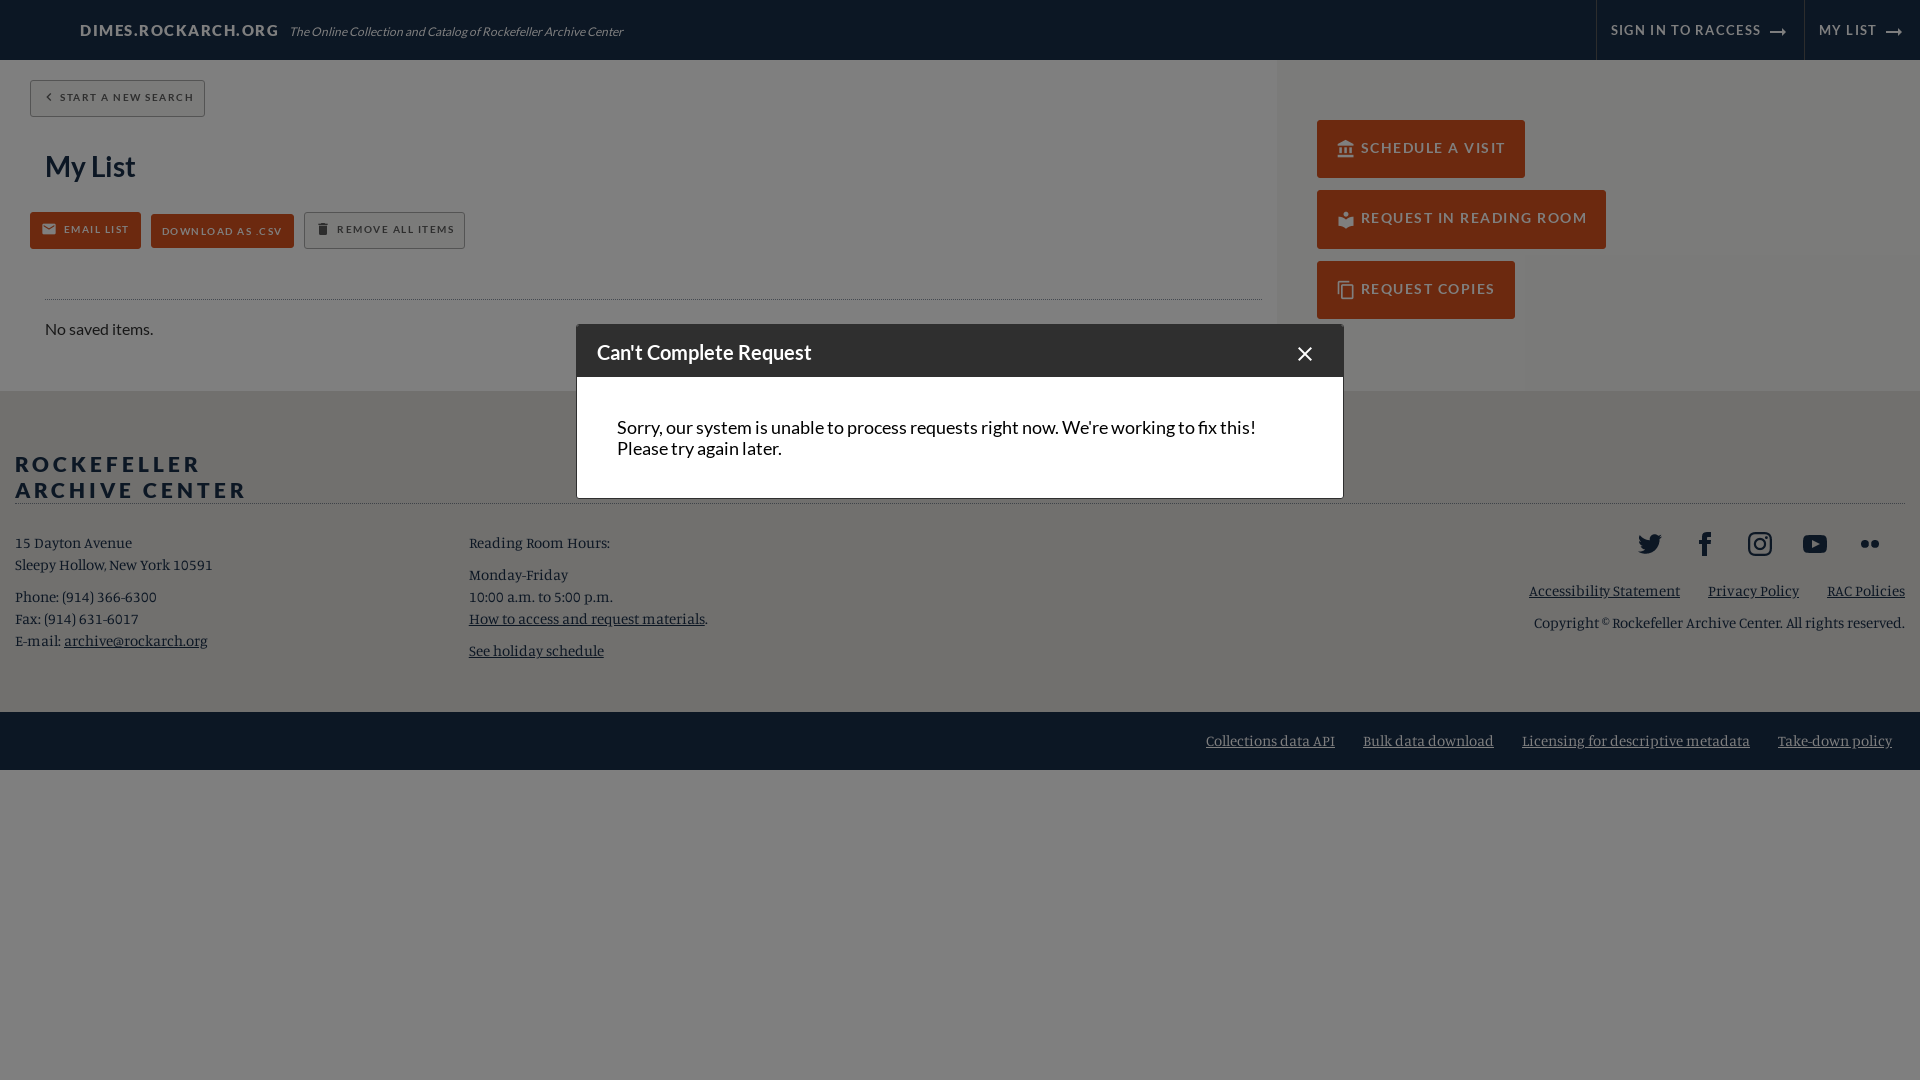 DIMES.ROCKARCH.ORG The Online Collection and Catalog of Rockefeller Archive Center
SIGN IN TO RACCESS
MY LIST
START A NEW SEARCH
My List
EMAIL LIST
DOWNLOAD AS .CSV
REMOVE ALL ITEMS
No saved items.
SCHEDULE A VISIT
REQUEST IN READING ROOM
REQUEST COPIES
Can't Complete Request
Sorry, our system is unable to process requests right now. We're working to fix this!
Please try again later.
ROCKEFELLER
ARCHIVE CENTER
15 Dayton Avenue
Sleepy Hollow, New York 10591
Phone: (914) 366-6300
Fax: (914) 631-6017
E-mail: archive@rockarch.org
Reading Room Hours:
Monday-Friday
10:00 a.m. to 5:00 p.m.
How to access and request materials.
See holiday schedule
Accessibility Statement
Privacy Policy
RAC Policies
Copyright © Rockefeller Archive Center. All rights reserved.
Collections data API
Bulk data download
Licensing for descriptive metadata
Take-down policy